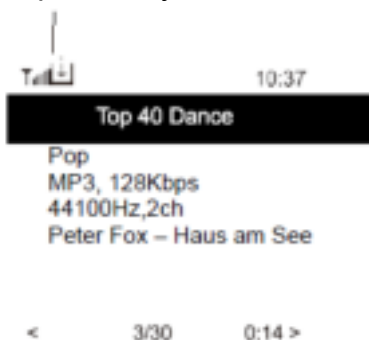 10:37
Top 40 Dance
Pop
MP3, 128Kbps
44100Hz,2ch
Peter Fox – Haus am See
< 3/30 0:14 >